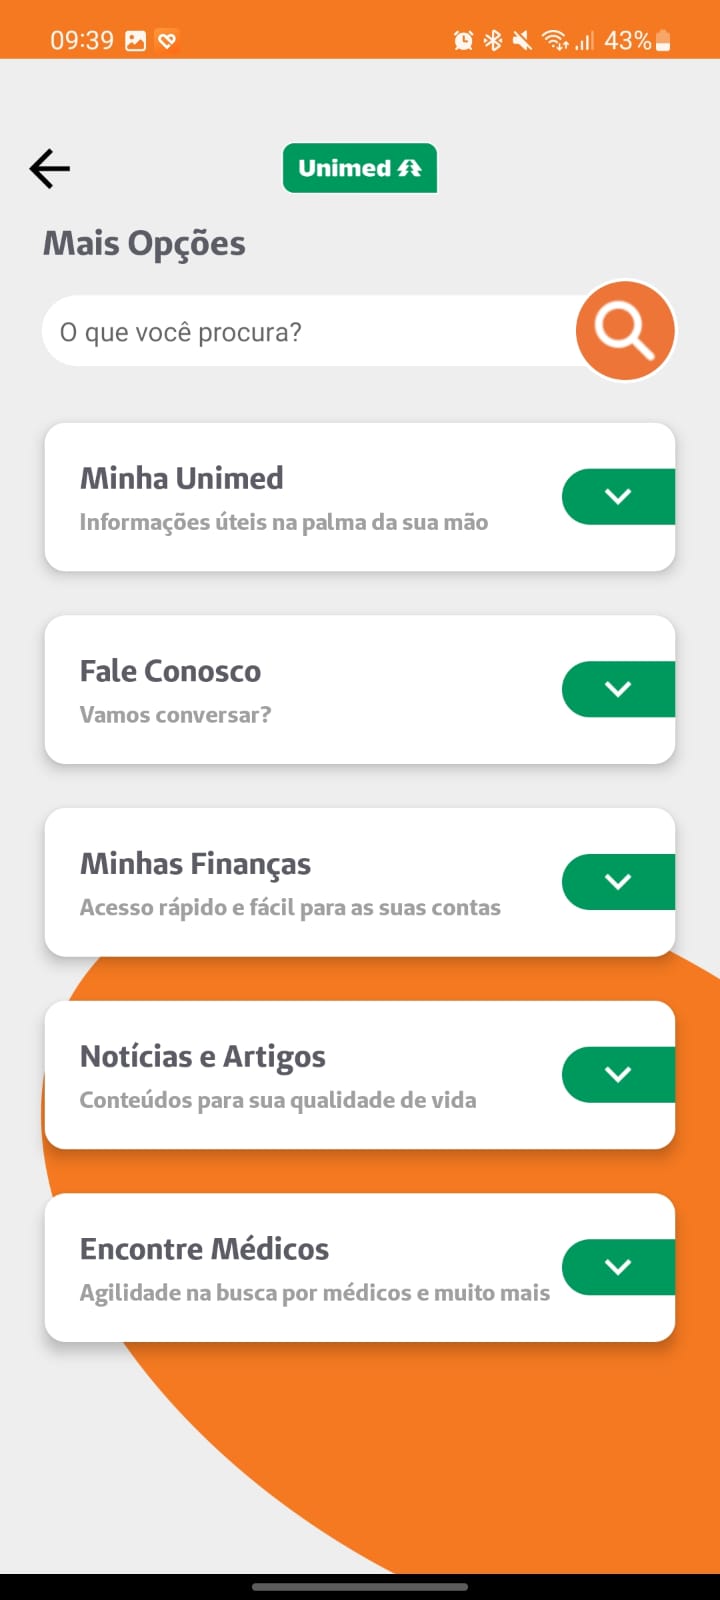 09:39 43%
Unimed
Mais Opções
O que você procura?
Minha Unimed
Informações úteis na palma da sua mão
Fale Conosco
Vamos conversar?
Minhas Finanças
Acesso rápido e fácil para as suas contas
Notícias e Artigos
Conteúdos para sua qualidade de vida
Encontre Médicos
Agilidade na busca por médicos e muito mais